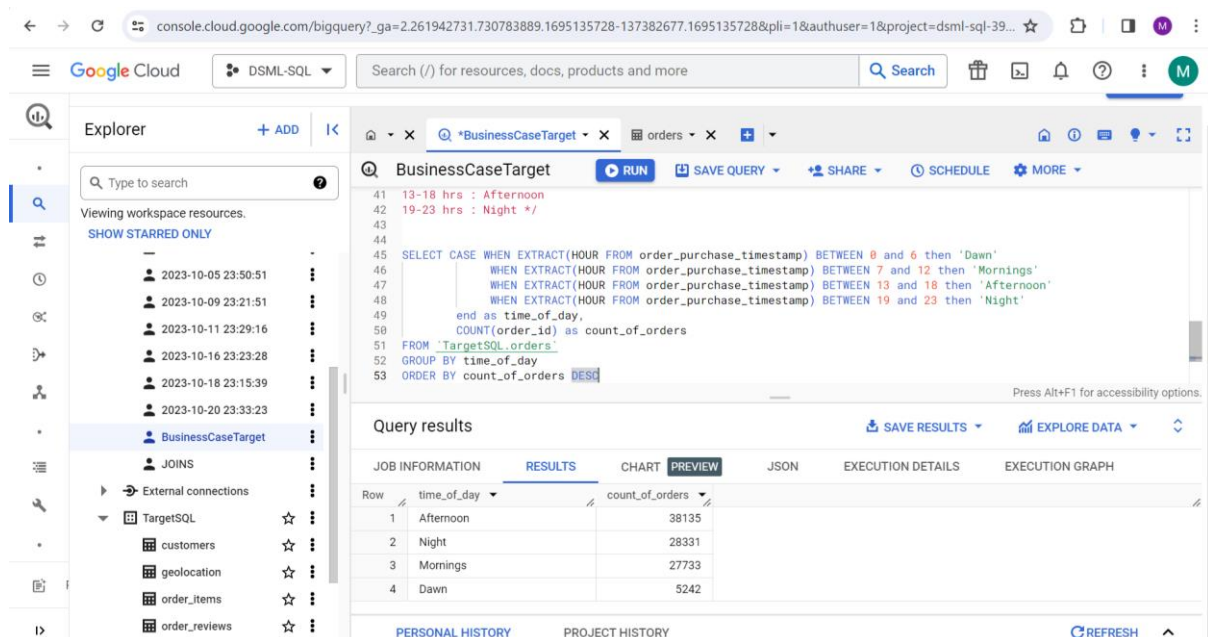 console.cloud.google.com/bigquery?_ga=2.261942731.730783889.1695135728-137382677.1695135728&pli=1&authuser=1&project=dsml-sql-39...
M
Google Cloud
DSML-SQL
Search (/) for resources, docs, products and more
Search
M
Explorer
+ ADD
*BusinessCaseTarget
orders
Type to search
BusinessCaseTarget
RUN
SAVE QUERY
SHARE
SCHEDULE
MORE
Viewing workspace resources.
SHOW STARRED ONLY
2023-10-05 23:50:51
2023-10-09 23:21:51
2023-10-11 23:29:16
2023-10-16 23:23:28
2023-10-18 23:15:39
2023-10-20 23:33:23
BusinessCaseTarget
JOINS
External connections
TargetSQL
customers
geolocation
order_items
order_reviews
41 13-18 hrs : Afternoon
42 19-23 hrs : Night */
43
44
45 SELECT CASE WHEN EXTRACT(HOUR FROM order_purchase_timestamp) BETWEEN 0 and 6 then 'Dawn'
46 WHEN EXTRACT(HOUR FROM order_purchase_timestamp) BETWEEN 7 and 12 then 'Mornings'
47 WHEN EXTRACT(HOUR FROM order_purchase_timestamp) BETWEEN 13 and 18 then 'Afternoon'
48 WHEN EXTRACT(HOUR FROM order_purchase_timestamp) BETWEEN 19 and 23 then 'Night'
49 end as time_of_day,
50 COUNT(order_id) as count_of_orders
51 FROM `TargetSQL.orders`
52 GROUP BY time_of_day
53 ORDER BY count_of_orders DESC
Press Alt+F1 for accessibility options.
Query results
SAVE RESULTS
EXPLORE DATA
JOB INFORMATION
RESULTS
CHART PREVIEW
JSON
EXECUTION DETAILS
EXECUTION GRAPH
Row time_of_day count_of_orders
1 Afternoon 38135
2 Night 28331
3 Mornings 27733
4 Dawn 5242
PERSONAL HISTORY
PROJECT HISTORY
REFRESH